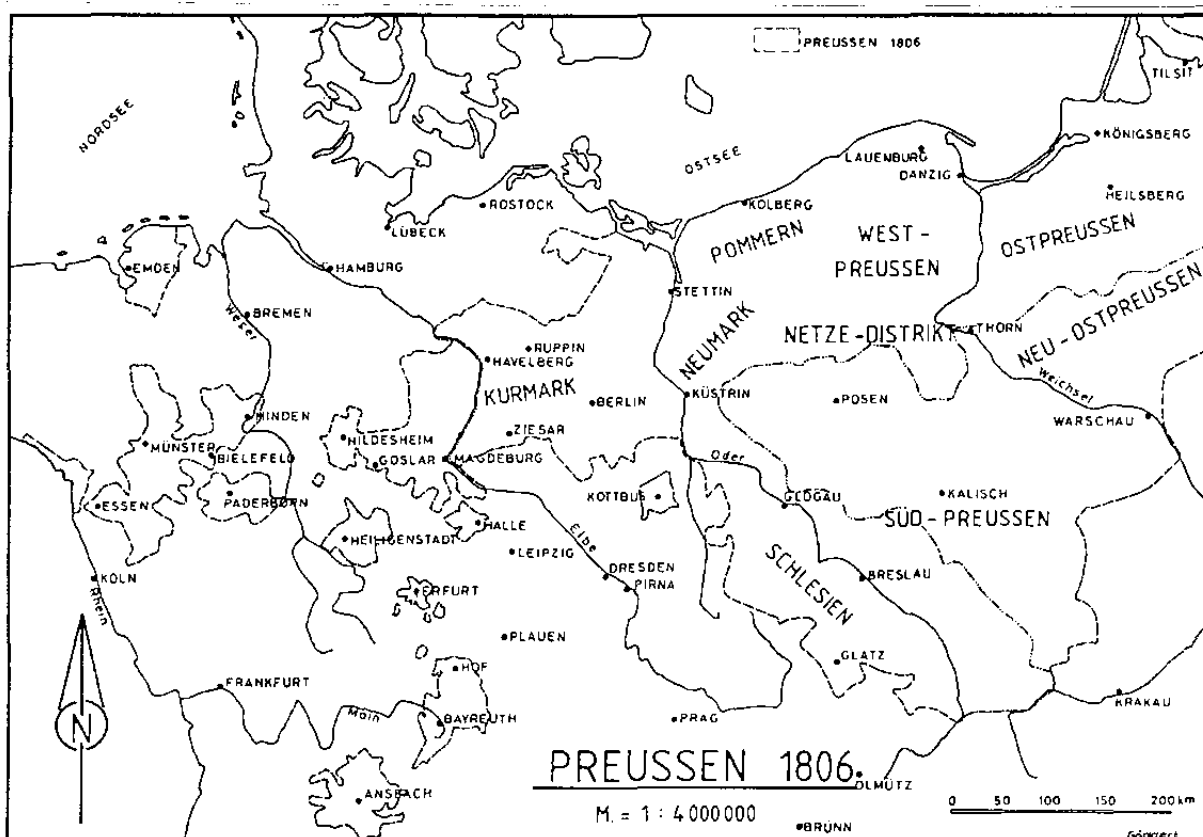 PREUSSEN 1806
TILSIT
NORDSEE
OSTSEE
KÖNIGSBERG
LAUENBURG
DANZIG
HEILSBERG
KOLBERG
ROSTOCK
LÜBECK
POMMERN
WEST-
PREUSSEN
OSTPREUSSEN
EMDEN
HAMBURG
STETTIN
BREMEN
Weser
THORN
NEU-OSTPREUSSEN
NETZE-DISTRIKT
RUPPIN
HAVELBERG
NEUMARK
KURMARK
BERLIN
KÜSTRIN
POSEN
Weichsel
WARSCHAU
MINDEN
ZIESAR
HILDESHEIM
MÜNSTER
BIELEFELD
GOSLAR
MAGDEBURG
Oder
PADERBORN
ESSEN
KOTTBUS
GLOGAU
KALISCH
SÜD-PREUSSEN
HALLE
HEILIGENSTADT
LEIPZIG
Elbe
SCHLESIEN
KÖLN
Rhein
DRESDEN
PIRNA
BRESLAU
ERFURT
PLAUEN
HOF
GLATZ
FRANKFURT
Main
BAYREUTH
PRAG
KRAKAU
N
PREUSSEN 1806
OLMÜTZ
ANSBACH
M. = 1 : 4000000
0 50 100 150 200 km
BRÜNN